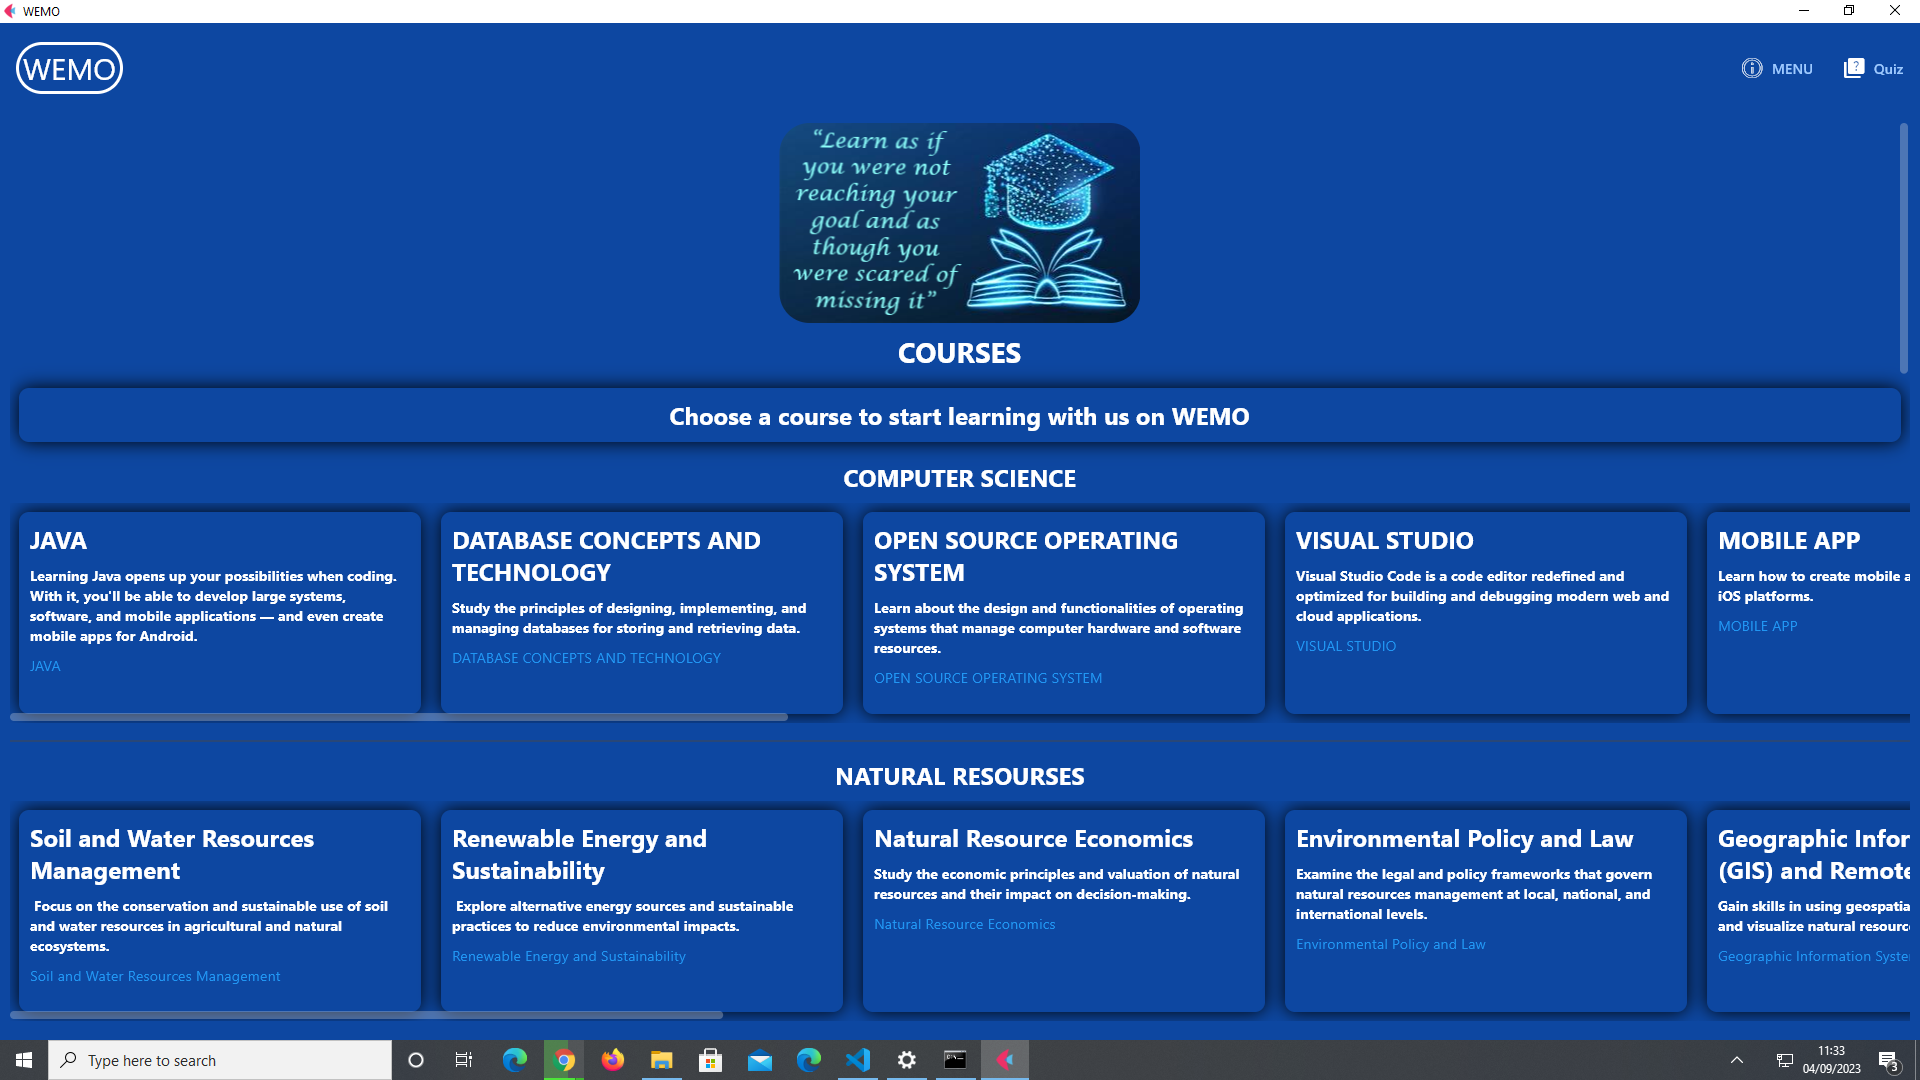 WEMO
WEMO
MENU
Quiz
“Learn as if
you were not
reaching your
goal and as
though you
were scared of
missing it”
COURSES
Choose a course to start learning with us on WEMO
COMPUTER SCIENCE
JAVA
Learning Java opens up your possibilities when coding.
With it, you'll be able to develop large systems,
software, and mobile applications — and even create
mobile apps for Android.
JAVA
DATABASE CONCEPTS AND
TECHNOLOGY
Study the principles of designing, implementing, and
managing databases for storing and retrieving data.
DATABASE CONCEPTS AND TECHNOLOGY
OPEN SOURCE OPERATING
SYSTEM
Learn about the design and functionalities of operating
systems that manage computer hardware and software
resources.
OPEN SOURCE OPERATING SYSTEM
VISUAL STUDIO
Visual Studio Code is a code editor redefined and
optimized for building and debugging modern web and
cloud applications.
VISUAL STUDIO
MOBILE APP
Learn how to create mobile a
iOS platforms.
MOBILE APP
NATURAL RESOURSES
Soil and Water Resources
Management
Focus on the conservation and sustainable use of soil
and water resources in agricultural and natural
ecosystems.
Soil and Water Resources Management
Renewable Energy and
Sustainability
Explore alternative energy sources and sustainable
practices to reduce environmental impacts.
Renewable Energy and Sustainability
Natural Resource Economics
Study the economic principles and valuation of natural
resources and their impact on decision-making.
Natural Resource Economics
Environmental Policy and Law
Examine the legal and policy frameworks that govern
natural resources management at local, national, and
international levels.
Environmental Policy and Law
Geographic Infor
(GIS) and Remote
Gain skills in using geospatia
and visualize natural resourc
Geographic Information Syste
Type here to search
11:33
04/09/2023
3